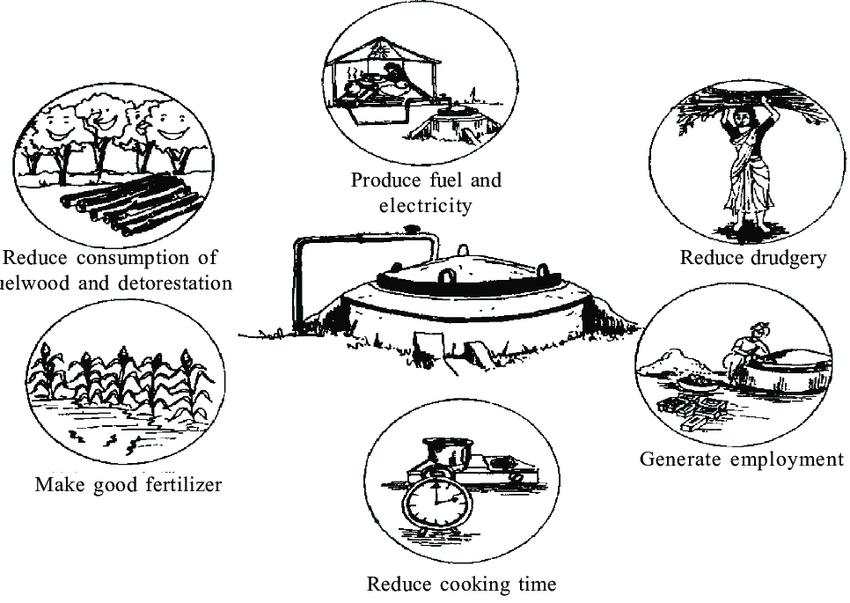 Produce fuel and
electricity
Reduce consumption of
uelwood and detorestation
Reduce drudgery
Make good fertilizer
Generate employment
Reduce cooking time